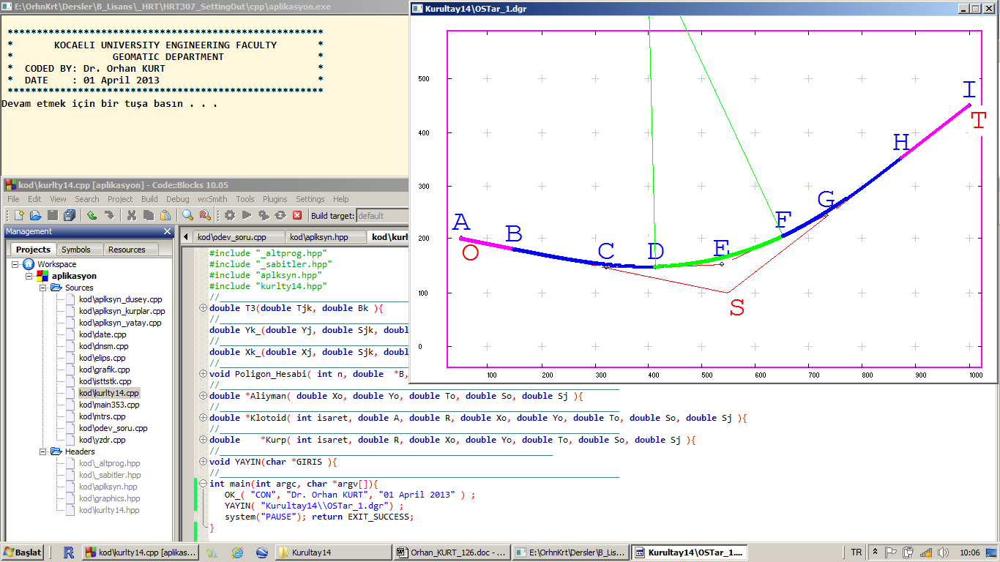 E:\OrhnKrt\Dersler\B_Lisans\_HRT\HRT307_SettingOut\cpp\aplikasyon.exe
******************************************************
* KOCAELI UNIVERSITY ENGINEERING FACULTY *
* GEOMATIC DEPARTMENT *
* CODED BY: Dr. Orhan KURT *
* DATE : 01 April 2013 *
******************************************************
Devam etmek için bir tuşa basın . . .
Kurultay14\OSTar_1.dgr
500
400
300
200
100
0
100 200 300 400 500 600 700 800 900 1000
A
B
C
D
E
F
G
H
I
O
S
T
kod\kurlty14.cpp [aplikasyon] - Code::Blocks 10.05
File Edit View Search Project Build Debug wxSmith Tools Plugins Settings Help
Build target: default
Management
Projects Symbols Resources
Workspace
aplikasyon
Sources
kod\aplksyn_dusey.cpp
kod\aplksyn_kurplar.cpp
kod\aplksyn_yatay.cpp
kod\date.cpp
kod\dnsm.cpp
kod\elips.cpp
kod\grafik.cpp
kod\isttstk.cpp
kod\kurlty14.cpp
kod\main353.cpp
kod\mtrs.cpp
kod\odev_soru.cpp
kod\yzdr.cpp
Headers
kod\_altprog.hpp
kod\_sabitler.hpp
kod\aplksyn.hpp
kod\graphics.hpp
kod\kurlty14.hpp
kod\odev_soru.cpp kod\aplksyn.hpp kod\kurl
#include "_altprog.hpp"
#include "_sabitler.hpp"
#include "aplksyn.hpp"
#include "kurlty14.hpp"
//
double T3(double Tjk, double Bk ){
//
double Yk_(double Yj, double Sjk, doub
//
double Xk_(double Xj, double Sjk, doub
//
void Poligon_Hesabi( int n, double *B,
//
double *Aliyman( double Xo, double Yo, double To, double So, double Sj ){
//
double *Klotoid( int isaret, double A, double R, double Xo, double Yo, double To, double So, double Sj ){
//
double *Kurp( int isaret, double R, double Xo, double Yo, double To, double So, double Sj ){
//
void YAYIN(char *GIRIS ){
//
int main(int argc, char *argv[]){
OK_( "CON", "Dr. Orhan KURT", "01 April 2013" ) ;
YAYIN( "Kurultay14\\OSTar_1.dgr") ;
system("PAUSE"); return EXIT_SUCCESS;
}
Başlat
kod\kurlty14.cpp [aplikas...
Kurultay14
Orhan_KURT_126.doc - ...
E:\OrhnKrt\Dersler\B_Lis...
Kurultay14\OSTar_1....
TR
10:06